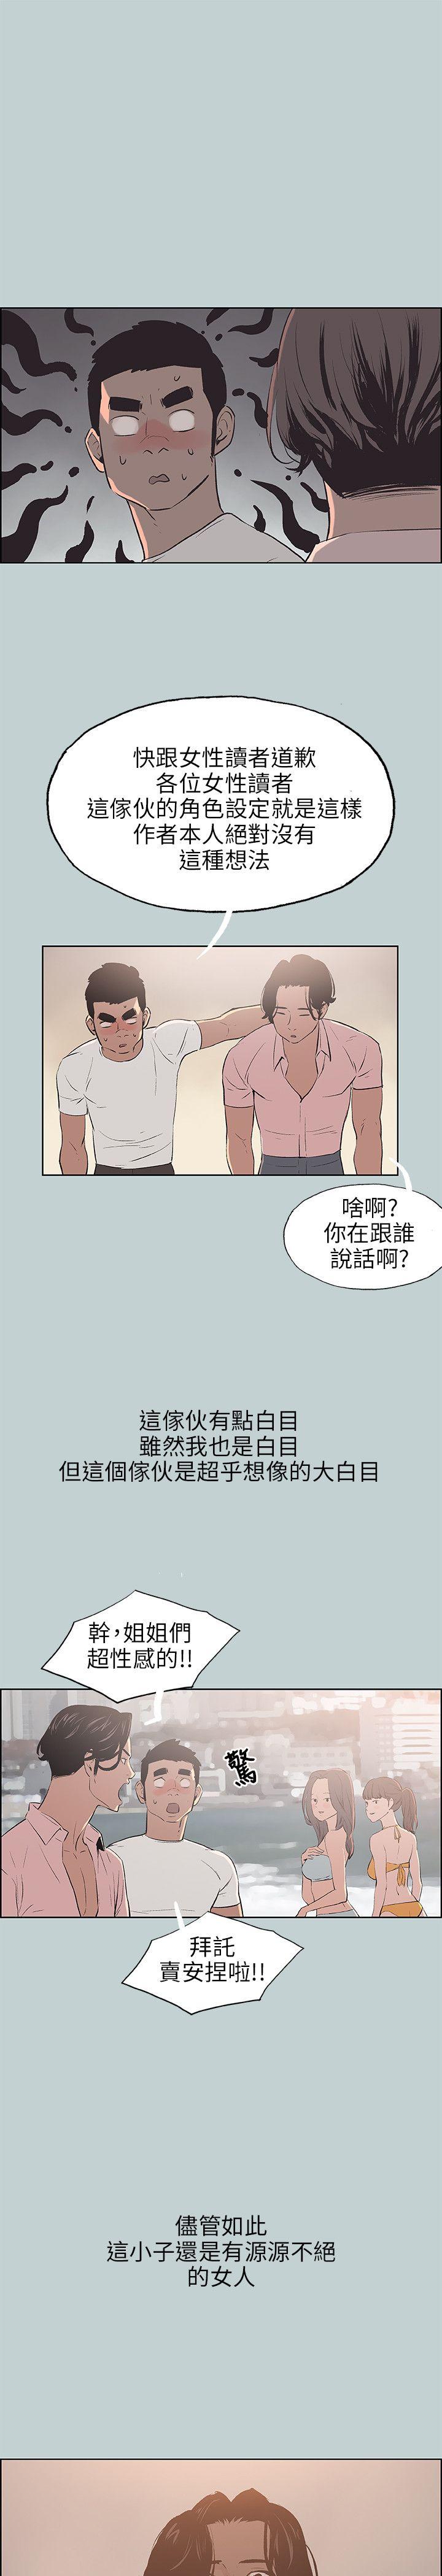 快跟女性讀者道歉
各位女性讀者
這傢伙的角色設定就是這樣
作者本人絕對沒有
這種想法
啥啊?
你在跟誰
說話啊?
這傢伙有點白目
雖然我也是白目
但這個傢伙是超乎想像的大白目
幹,姐姐們
超性感的!!
驚
拜託
賣安捏啦!!
儘管如此
這小子還是有源源不絕
的女人